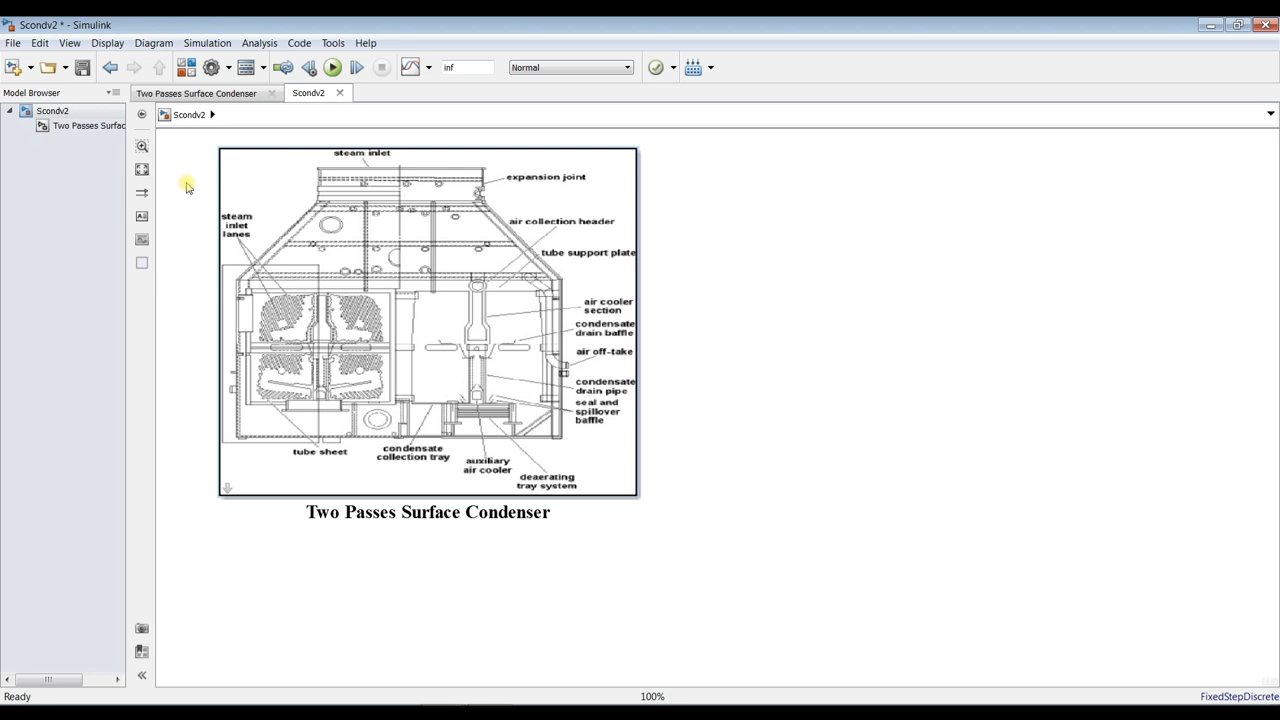 Scondv2 * - Simulink
File Edit View Display Diagram Simulation Analysis Code Tools Help
inf Normal
Model Browser
Two Passes Surface Condenser Scondv2
Scondv2
Two Passes Surfac
Scondv2
steam inlet
expansion joint
steam
inlet
lanes
air collection header
tube support plate
air cooler
section
condensate
drain baffle
air off-take
condensate
drain pipe
seal and
spillover
baffle
tube sheet
condensate
collection tray
auxiliary
air cooler
deaerating
tray system
Two Passes Surface Condenser
Ready 100% FixedStepDiscrete